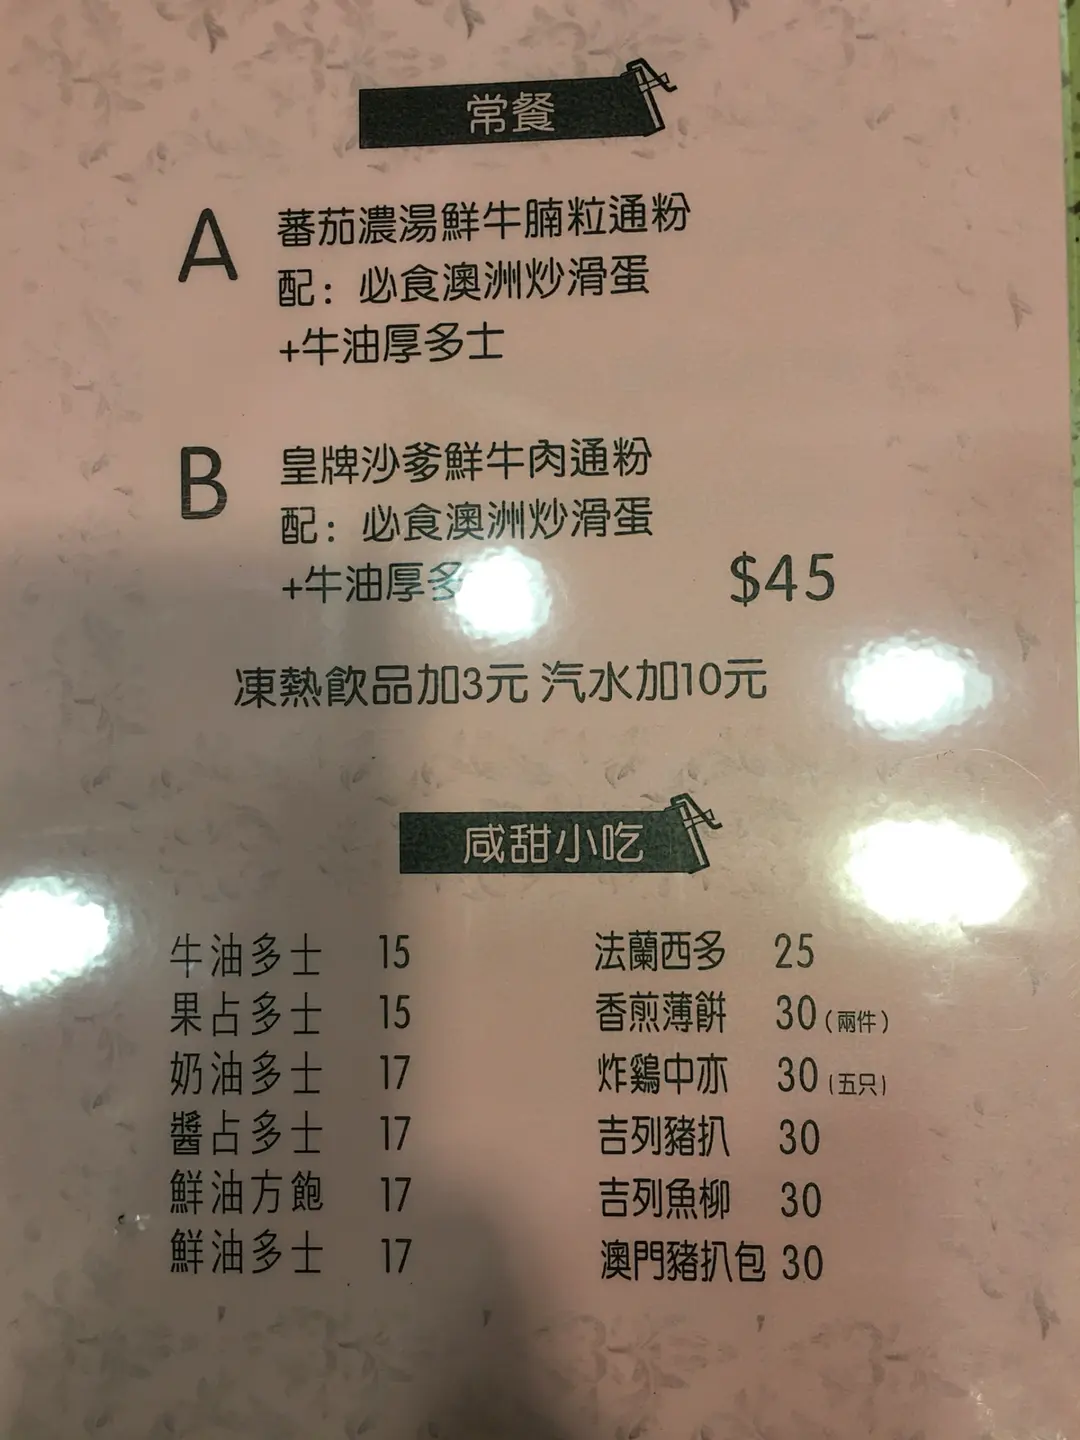 常餐
A
蕃茄濃湯鮮牛腩粒通粉
配：必食澳洲炒滑蛋
+牛油厚多士
B
皇牌沙爹鮮牛肉通粉
配：必食澳洲炒滑蛋
+牛油厚多
$45
凍熱飲品加3元 汽水加10元
咸甜小吃
牛油多士 15
果占多士 15
奶油多士 17
醬占多士 17
鮮油方飽 17
鮮油多士 17
法蘭西多 25
香煎薄餅 30（兩件）
炸鷄中亦 30（五只）
吉列豬扒 30
吉列魚柳 30
澳門豬扒包 30